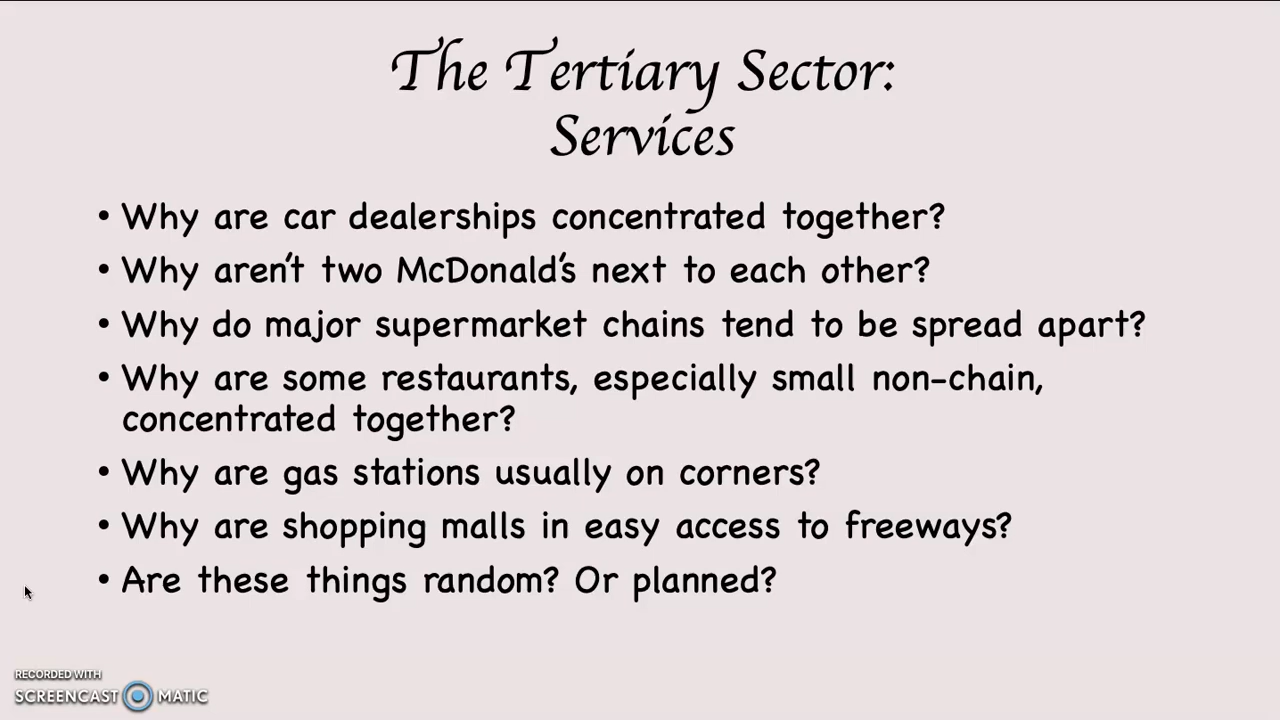 The Tertiary Sector:
Services
• Why are car dealerships concentrated together?
• Why aren't two McDonald's next to each other?
• Why do major supermarket chains tend to be spread apart?
• Why are some restaurants, especially small non-chain,
concentrated together?
• Why are gas stations usually on corners?
• Why are shopping malls in easy access to freeways?
• Are these things random? Or planned?
RECORDED WITH
SCREENCAST MATIC